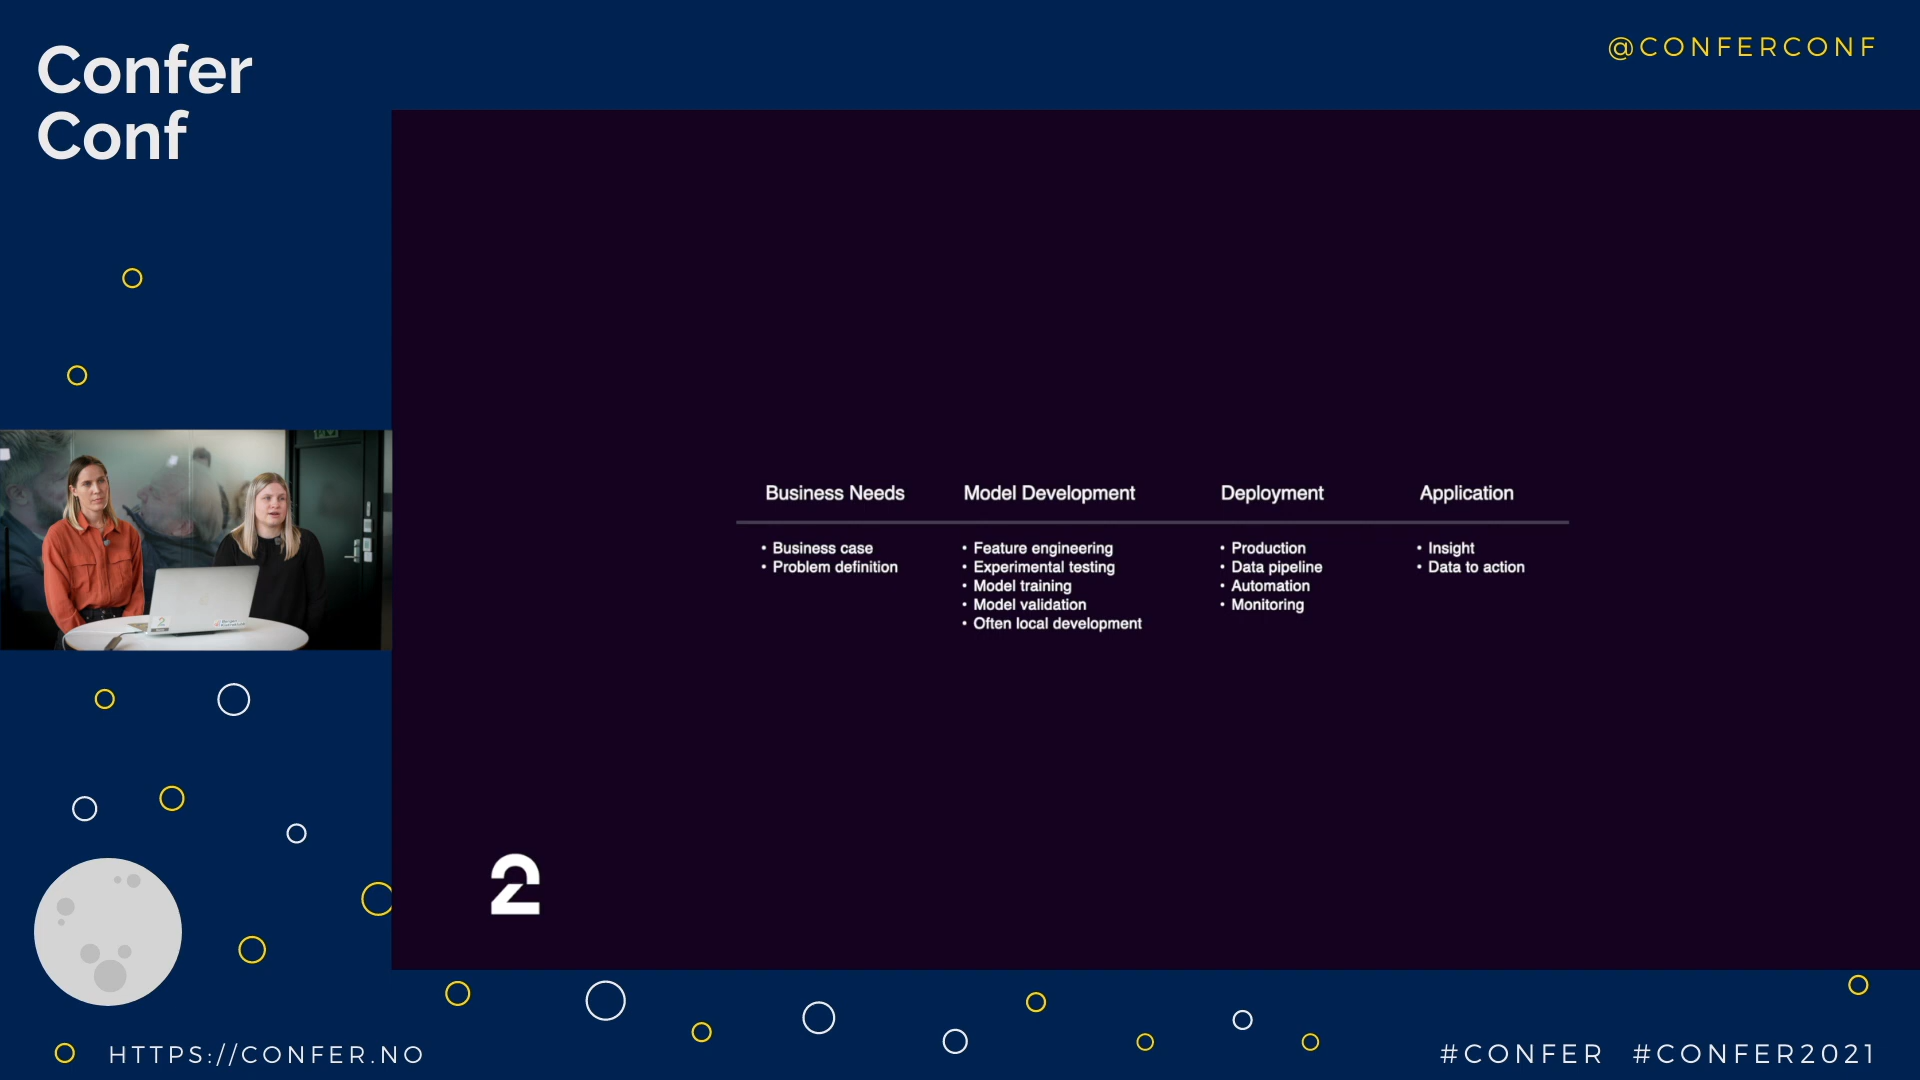 Confer
Conf
@CONFERCONF
Business Needs
• Business case
• Problem definition
Model Development
• Feature engineering
• Experimental testing
• Model training
• Model validation
• Often local development
Deployment
• Production
• Data pipeline
• Automation
• Monitoring
Application
• Insight
• Data to action
2
HTTPS://CONFER.NO
#CONFER #CONFER2021